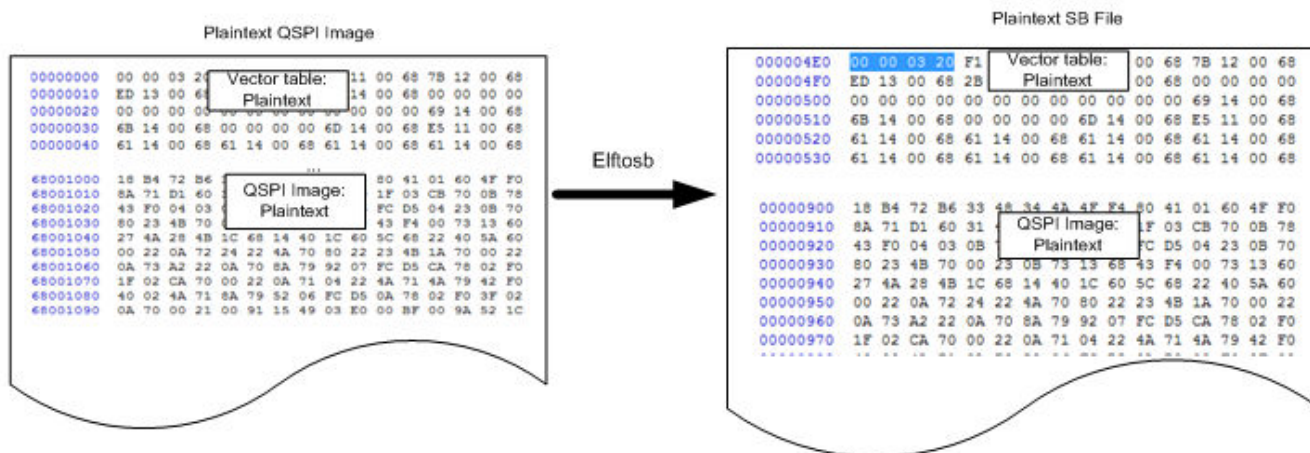 Plaintext QSPI Image
00000000 00 00 03 20 11 00 68 7B 12 00 68
Vector table:
Plaintext
00000010 ED 13 00 68 14 00 68 00 00 00 00
00000020 00 00 00 00 00 00 00 00 00 00 00 00 69 14 00 68
00000030 6B 14 00 68 00 00 00 00 6D 14 00 68 E5 11 00 68
00000040 61 14 00 68 61 14 00 68 61 14 00 68 61 14 00 68
...
68001000 18 B4 72 B6 80 41 01 60 4F F0
68001010 8A 71 D1 60 1F 03 CB 70 0B 78
QSPI Image:
Plaintext
68001020 43 F0 04 03 FC D5 04 23 0B 70
68001030 80 23 4B 70 43 F4 00 73 13 60
68001040 27 4A 28 4B 1C 68 14 40 1C 60 5C 68 22 40 5A 60
68001050 00 22 0A 72 24 22 4A 70 80 22 23 4B 1A 70 00 22
68001060 0A 73 A2 22 0A 70 8A 79 92 07 FC D5 CA 78 02 F0
68001070 1F 02 CA 70 00 22 0A 71 04 22 4A 71 4A 79 42 F0
68001080 40 02 4A 71 8A 79 52 06 FC D5 0A 78 02 F0 3F 02
68001090 0A 70 00 21 00 91 15 49 03 E0 00 BF 00 9A 52 1C
Elftosb
Plaintext SB File
000004E0 00 00 03 20 F1 00 68 7B 12 00 68
Vector table:
Plaintext
000004F0 ED 13 00 68 2B 00 68 00 00 00 00
00000500 00 00 00 00 00 00 00 00 00 00 00 00 69 14 00 68
00000510 6B 14 00 68 00 00 00 00 6D 14 00 68 E5 11 00 68
00000520 61 14 00 68 61 14 00 68 61 14 00 68 61 14 00 68
00000530 61 14 00 68 61 14 00 68 61 14 00 68 61 14 00 68
00000900 18 B4 72 B6 33 48 34 4A 4F F4 80 41 01 60 4F F0
00000910 8A 71 D1 60 31 1F 03 CB 70 0B 78
QSPI Image:
Plaintext
00000920 43 F0 04 03 0B FC D5 04 23 0B 70
00000930 80 23 4B 70 00 23 0B 73 13 68 43 F4 00 73 13 60
00000940 27 4A 28 4B 1C 68 14 40 1C 60 5C 68 22 40 5A 60
00000950 00 22 0A 72 24 22 4A 70 80 22 23 4B 1A 70 00 22
00000960 0A 73 A2 22 0A 70 8A 79 92 07 FC D5 CA 78 02 F0
00000970 1F 02 CA 70 00 22 0A 71 04 22 4A 71 4A 79 42 F0